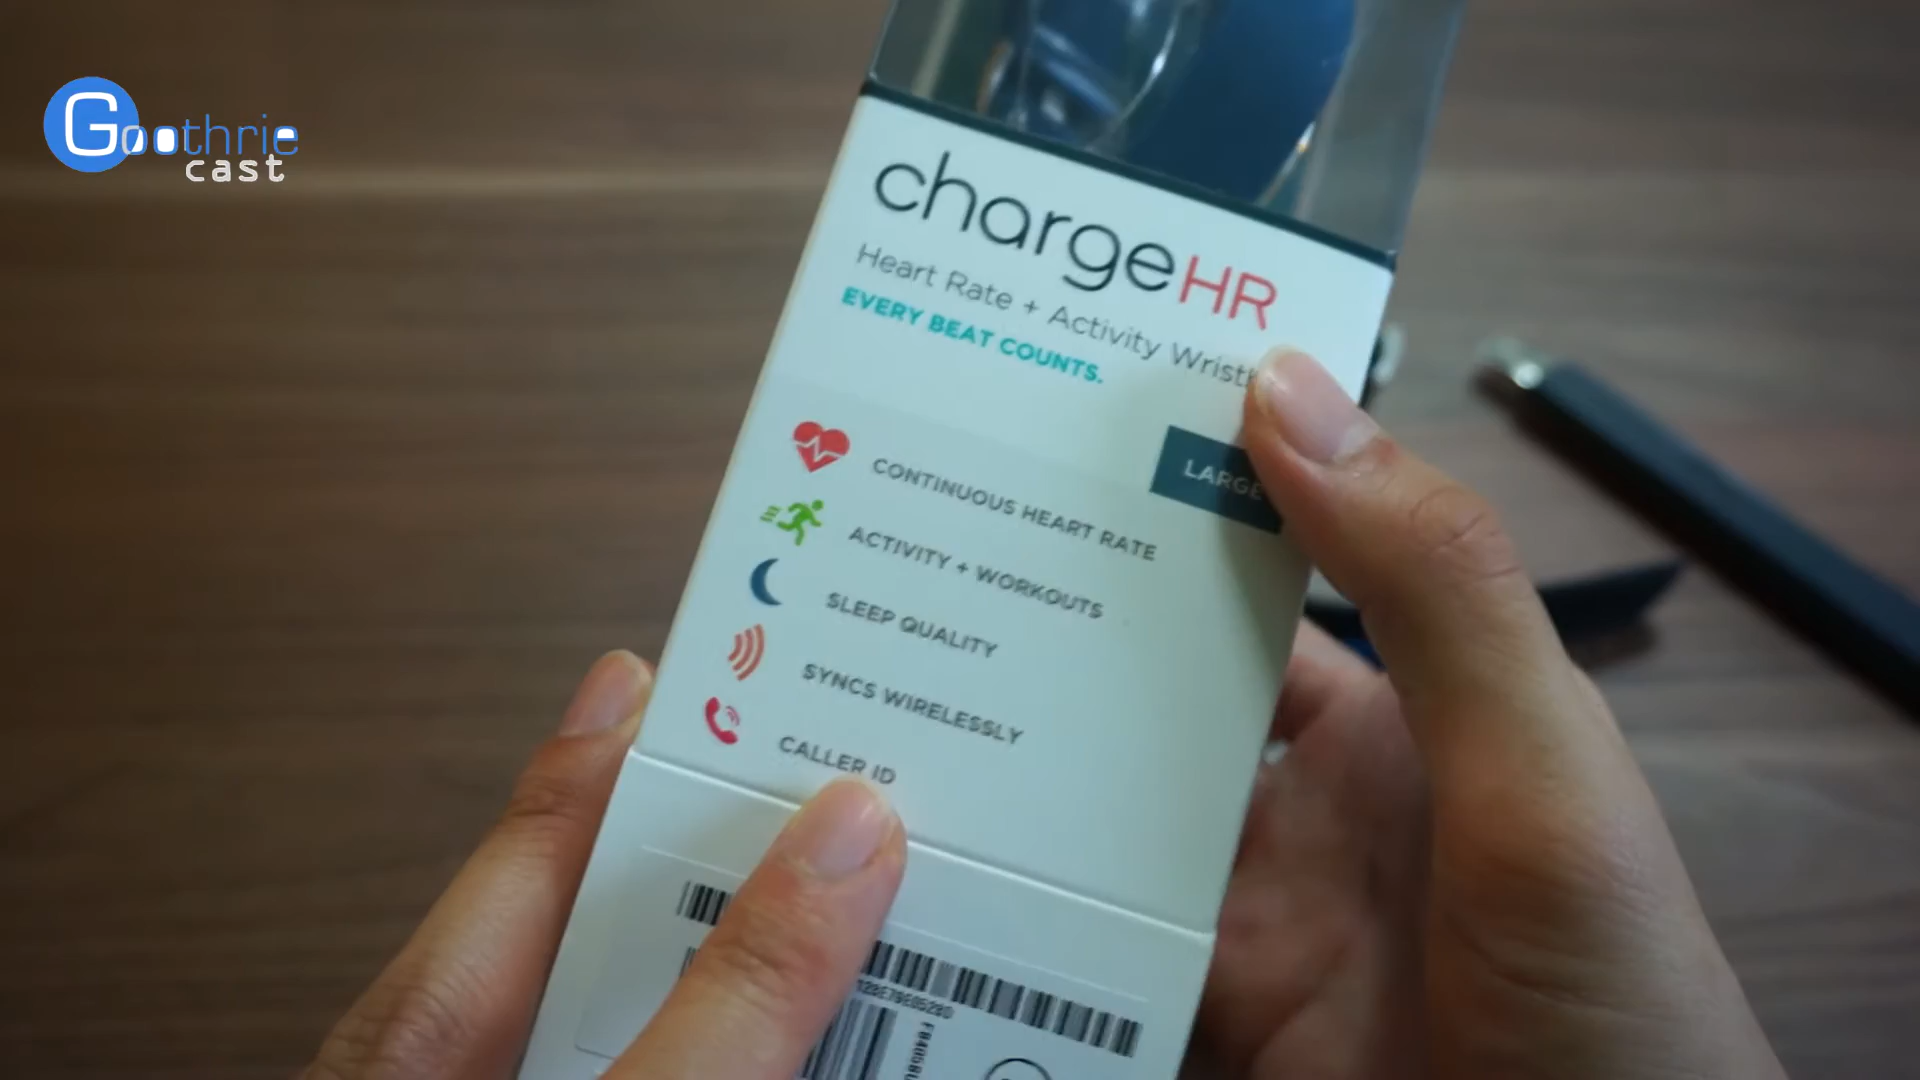 Goothrie
cast
chargeHR
Heart Rate + Activity
EVERY BEAT COUNTS.
LARGE
CONTINUOUS HEART RATE
ACTIVITY + WORKOUTS
SLEEP QUALITY
SYNCS WIRELESSLY
CALLER ID